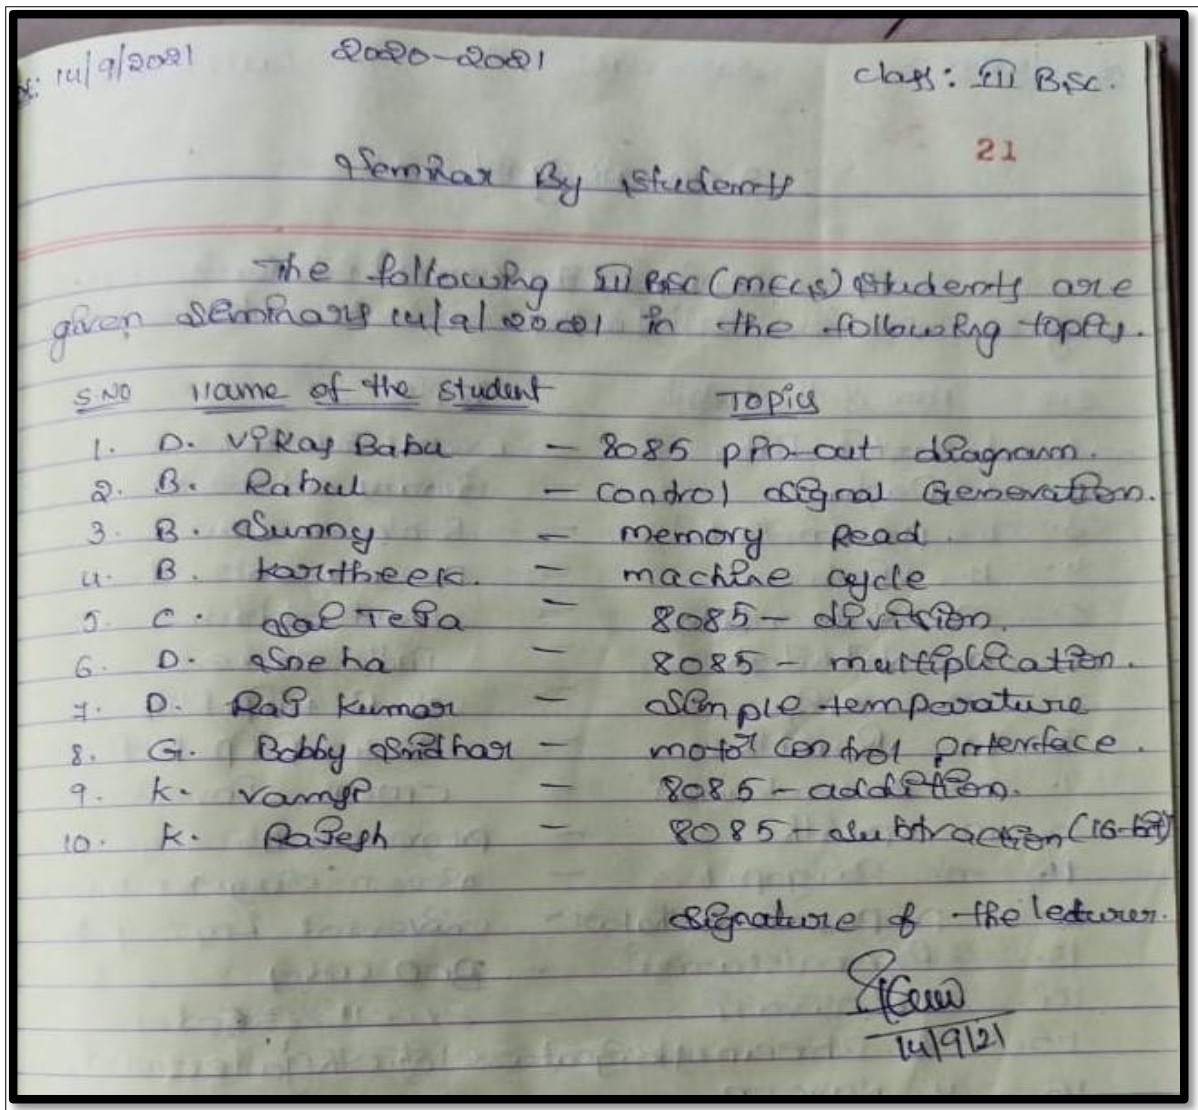 14/9/2021 2020-2021 class: III B.Sc.
21
Seminar By Students
The following III BSC (MECS) Students are
given seminars 14/9/2021 in the following topics.
S.NO Name of the student Topics
1. D. Vikas Babu - 8085 pin-out diagram.
2. B. Rahul - control signal Generation.
3. B. Sunny - memory Read.
4. B. kartheek. - machine cycle
5. C. Sai Teja - 8085 - division.
6. D. Sneha - 8085 - multiplication.
7. D. Raj kumar - Simple temparature
8. G. Bobby Sridhar - motor control interface.
9. k. vamsi - 8085 - addition.
10. k. Rajesh - 8085 - subtraction (16-bit)
signature of the lecturer.
14/9/21